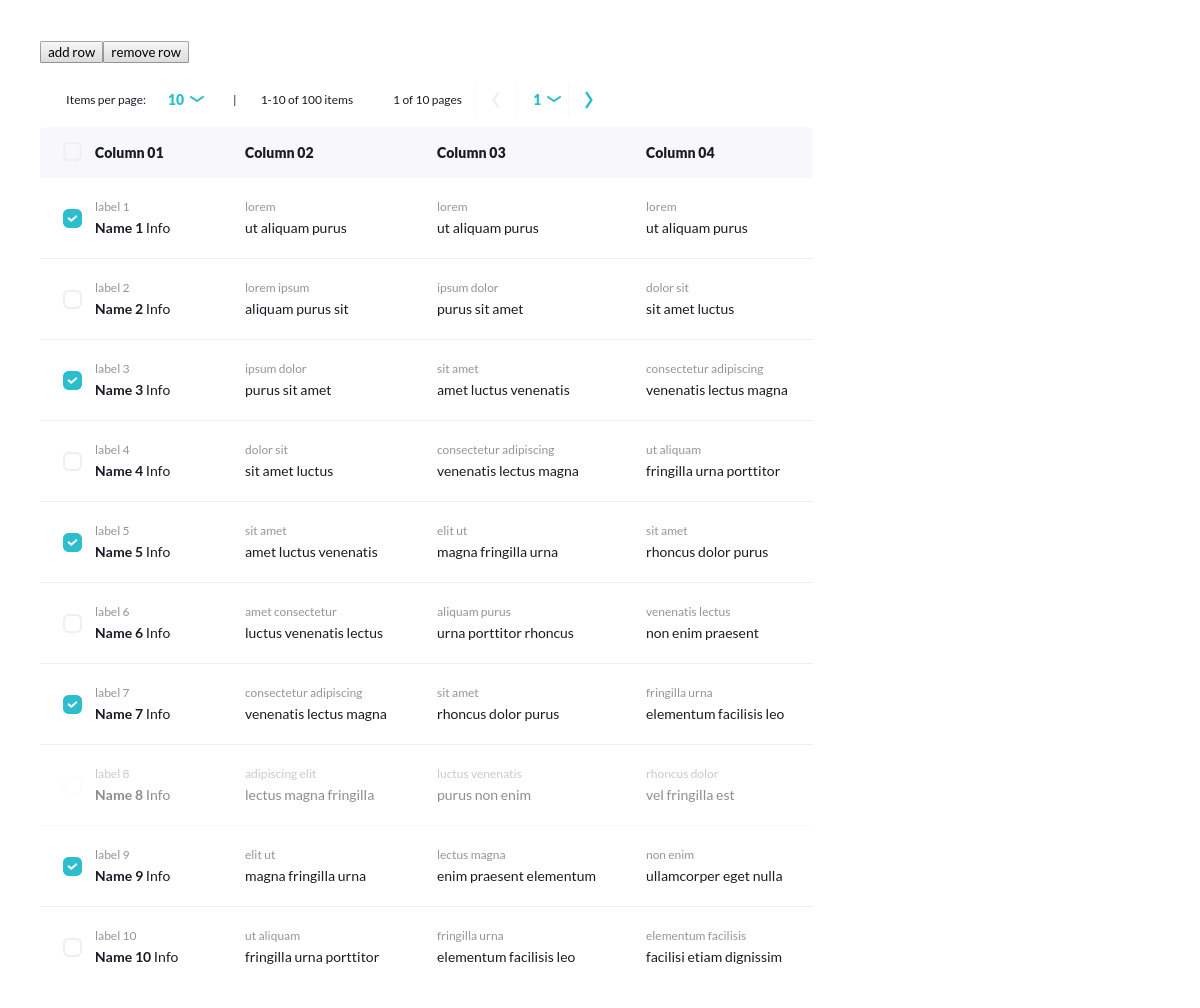 add row remove row
Items per page: 10 | 1-10 of 100 items 1 of 10 pages 1
Column 01 Column 02 Column 03 Column 04
label 1 lorem lorem lorem
Name 1 Info ut aliquam purus ut aliquam purus ut aliquam purus
label 2 lorem ipsum ipsum dolor dolor sit
Name 2 Info aliquam purus sit purus sit amet sit amet luctus
label 3 ipsum dolor sit amet consectetur adipiscing
Name 3 Info purus sit amet amet luctus venenatis venenatis lectus magna
label 4 dolor sit consectetur adipiscing ut aliquam
Name 4 Info sit amet luctus venenatis lectus magna fringilla urna porttitor
label 5 sit amet elit ut sit amet
Name 5 Info amet luctus venenatis magna fringilla urna rhoncus dolor purus
label 6 amet consectetur aliquam purus venenatis lectus
Name 6 Info luctus venenatis lectus urna porttitor rhoncus non enim praesent
label 7 consectetur adipiscing sit amet fringilla urna
Name 7 Info venenatis lectus magna rhoncus dolor purus elementum facilisis leo
label 8 adipiscing elit luctus venenatis rhoncus dolor
Name 8 Info lectus magna fringilla purus non enim vel fringilla est
label 9 elit ut lectus magna non enim
Name 9 Info magna fringilla urna enim praesent elementum ullamcorper eget nulla
label 10 ut aliquam fringilla urna elementum facilisis
Name 10 Info fringilla urna porttitor elementum facilisis leo facilisi etiam dignissim